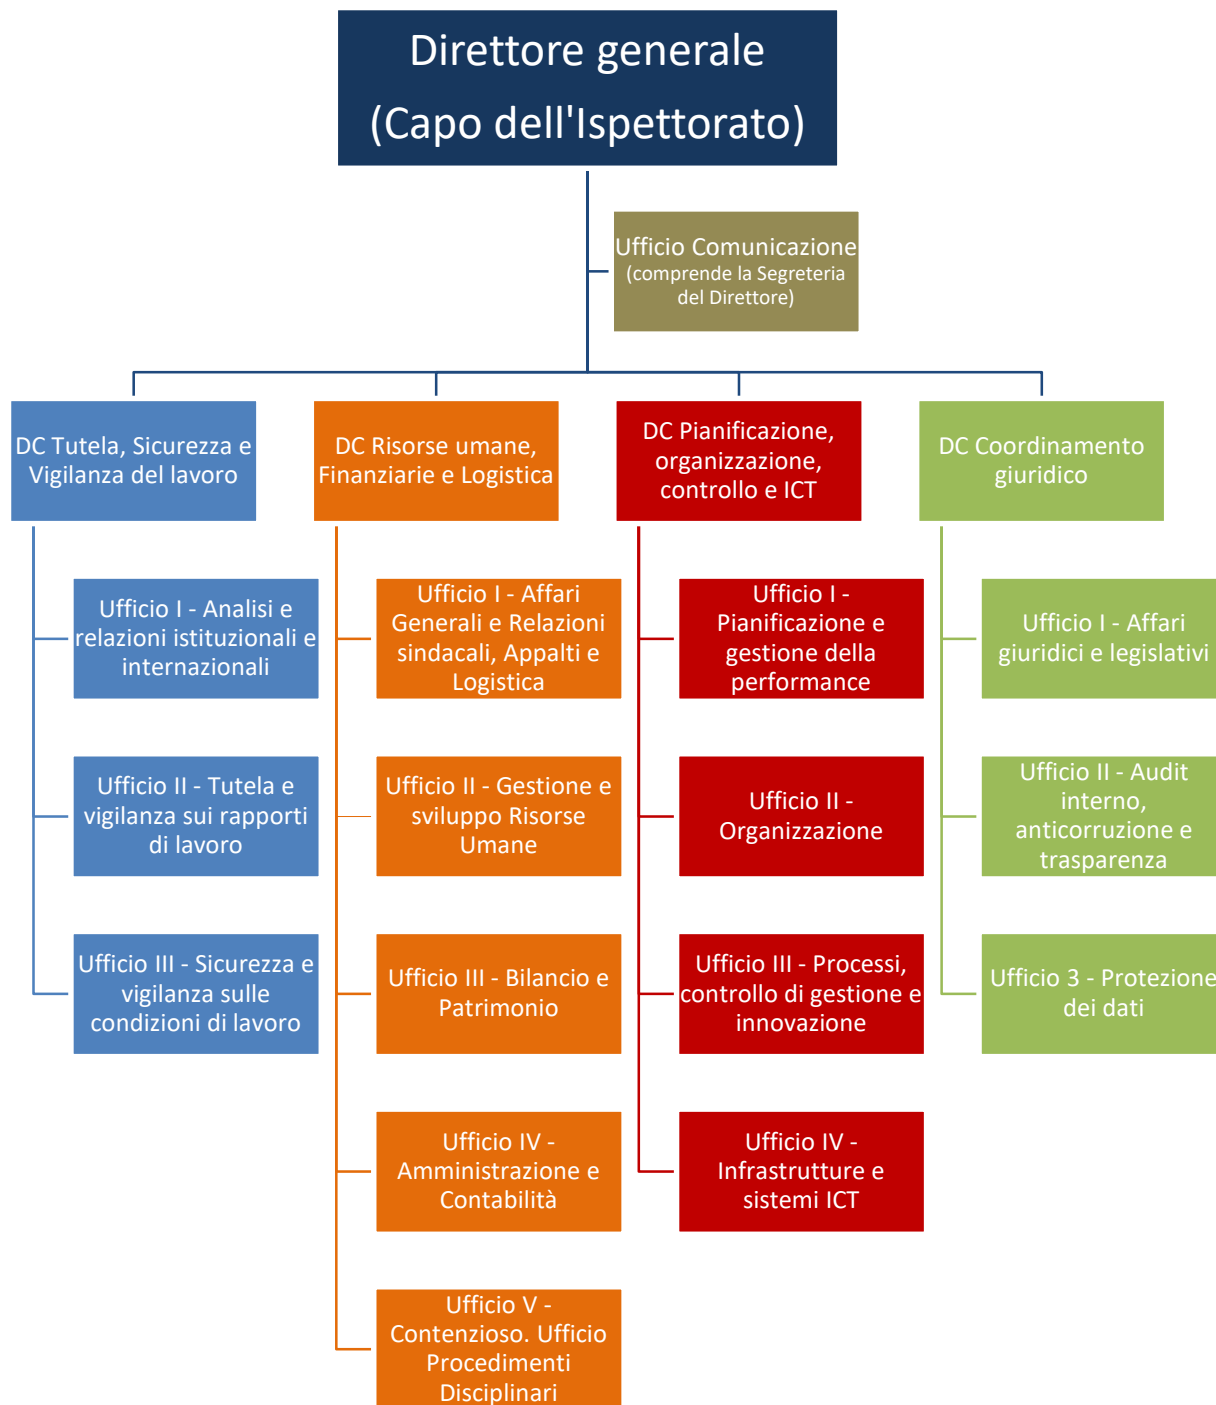 Direttore generale
(Capo dell'Ispettorato)
Ufficio Comunicazione
(comprende la Segreteria
del Direttore)
DC Tutela, Sicurezza e
Vigilanza del lavoro
Ufficio I - Analisi e
relazioni istituzionali e
internazionali
Ufficio II - Tutela e
vigilanza sui rapporti
di lavoro
Ufficio III - Sicurezza e
vigilanza sulle
condizioni di lavoro
DC Risorse umane,
Finanziarie e Logistica
Ufficio I - Affari
Generali e Relazioni
sindacali, Appalti e
Logistica
Ufficio II - Gestione e
sviluppo Risorse
Umane
Ufficio III - Bilancio e
Patrimonio
Ufficio IV -
Amministrazione e
Contabilità
Ufficio V -
Contenzioso. Ufficio
Procedimenti
Disciplinari
DC Pianificazione,
organizzazione,
controllo e ICT
Ufficio I -
Pianificazione e
gestione della
performance
Ufficio II -
Organizzazione
Ufficio III - Processi,
controllo di gestione e
innovazione
Ufficio IV -
Infrastrutture e
sistemi ICT
DC Coordinamento
giuridico
Ufficio I - Affari
giuridici e legislativi
Ufficio II - Audit
interno,
anticorruzione e
trasparenza
Ufficio 3 - Protezione
dei dati